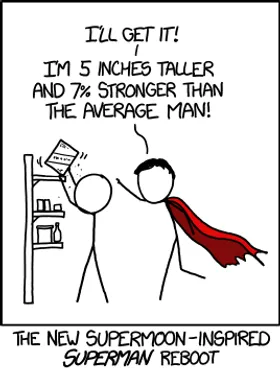 I'LL GET IT!
I'M 5 INCHES TALLER
AND 7% STRONGER THAN
THE AVERAGE MAN!
THE NEW SUPERMOON-INSPIRED
SUPERMAN REBOOT